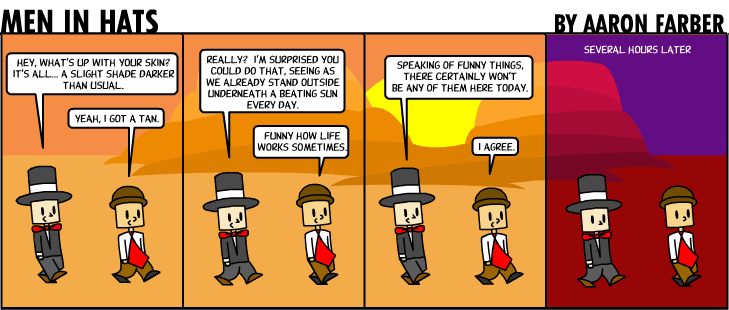 MEN IN HATS
BY AARON FARBER
HEY, WHAT'S UP WITH YOUR SKIN?
IT'S ALL... A SLIGHT SHADE DARKER
THAN USUAL.
YEAH, I GOT A TAN.
REALLY? I'M SURPRISED YOU
COULD DO THAT, SEEING AS
WE ALREADY STAND OUTSIDE
UNDERNEATH A BEATING SUN
EVERY DAY.
FUNNY HOW LIFE
WORKS SOMETIMES.
SPEAKING OF FUNNY THINGS,
THERE CERTAINLY WON'T
BE ANY OF THEM HERE TODAY.
I AGREE.
SEVERAL HOURS LATER